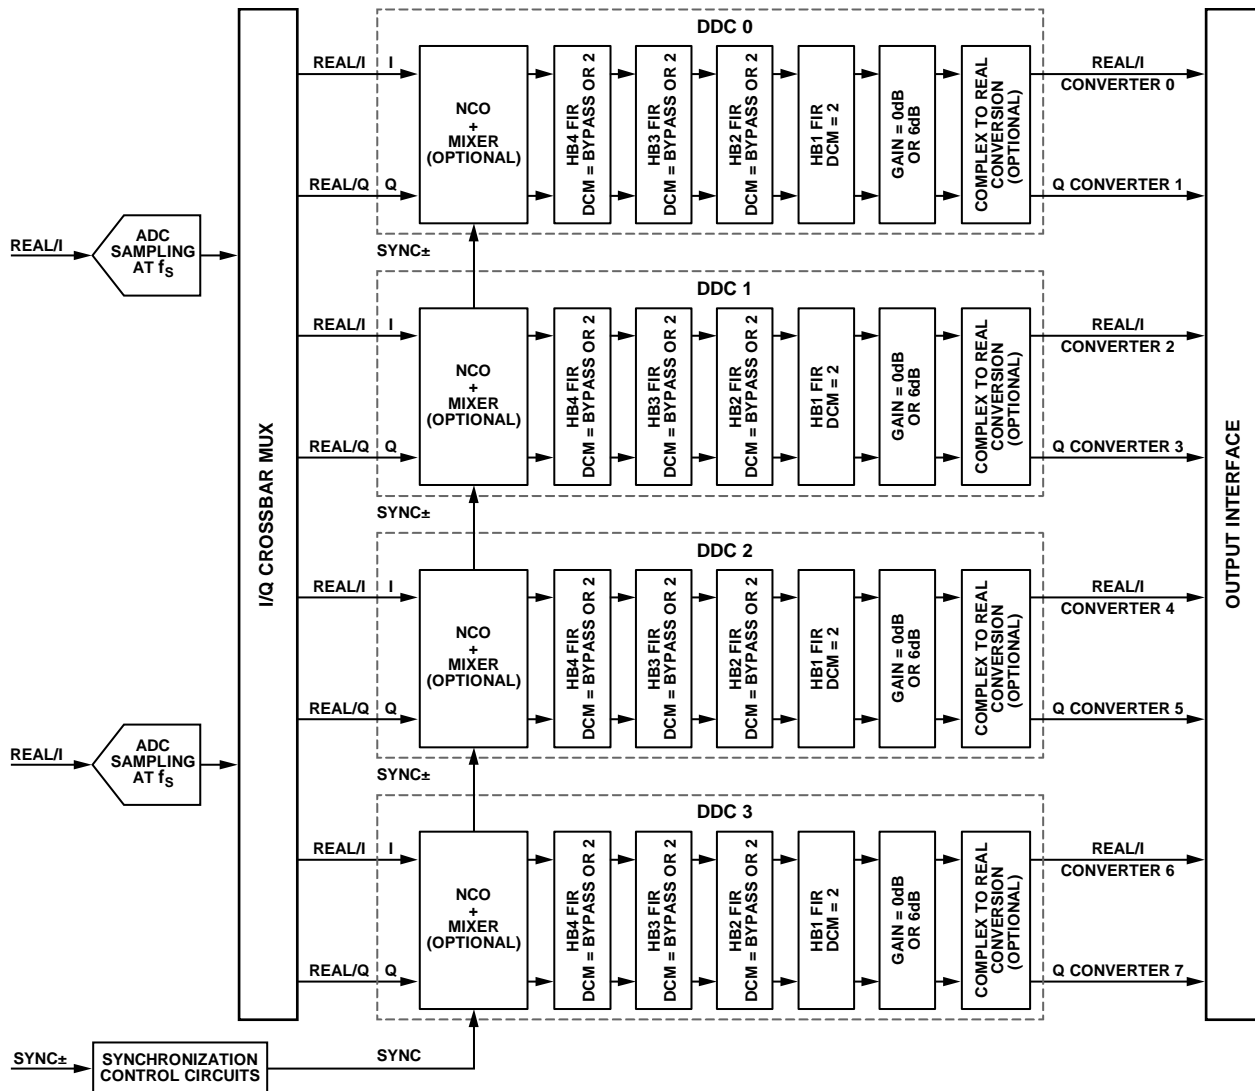 DDC 0
REAL/I
I
REAL/Q
Q
NCO
+
MIXER
(OPTIONAL)
HB4 FIR
DCM = BYPASS OR 2
HB3 FIR
DCM = BYPASS OR 2
HB2 FIR
DCM = BYPASS OR 2
HB1 FIR
DCM = 2
GAIN = 0dB
OR 6dB
COMPLEX TO REAL
CONVERSION
(OPTIONAL)
REAL/I
CONVERTER 0
Q CONVERTER 1
REAL/I
ADC
SAMPLING
AT fS
SYNC±
DDC 1
REAL/I
I
REAL/Q
Q
NCO
+
MIXER
(OPTIONAL)
HB4 FIR
DCM = BYPASS OR 2
HB3 FIR
DCM = BYPASS OR 2
HB2 FIR
DCM = BYPASS OR 2
HB1 FIR
DCM = 2
GAIN = 0dB
OR 6dB
COMPLEX TO REAL
CONVERSION
(OPTIONAL)
REAL/I
CONVERTER 2
Q CONVERTER 3
I/Q CROSSBAR MUX
OUTPUT INTERFACE
SYNC±
DDC 2
REAL/I
I
REAL/Q
Q
NCO
+
MIXER
(OPTIONAL)
HB4 FIR
DCM = BYPASS OR 2
HB3 FIR
DCM = BYPASS OR 2
HB2 FIR
DCM = BYPASS OR 2
HB1 FIR
DCM = 2
GAIN = 0dB
OR 6dB
COMPLEX TO REAL
CONVERSION
(OPTIONAL)
REAL/I
CONVERTER 4
Q CONVERTER 5
REAL/I
ADC
SAMPLING
AT fS
SYNC±
DDC 3
REAL/I
I
REAL/Q
Q
NCO
+
MIXER
(OPTIONAL)
HB4 FIR
DCM = BYPASS OR 2
HB3 FIR
DCM = BYPASS OR 2
HB2 FIR
DCM = BYPASS OR 2
HB1 FIR
DCM = 2
GAIN = 0dB
OR 6dB
COMPLEX TO REAL
CONVERSION
(OPTIONAL)
REAL/I
CONVERTER 6
Q CONVERTER 7
SYNC±
SYNCHRONIZATION
CONTROL CIRCUITS
SYNC